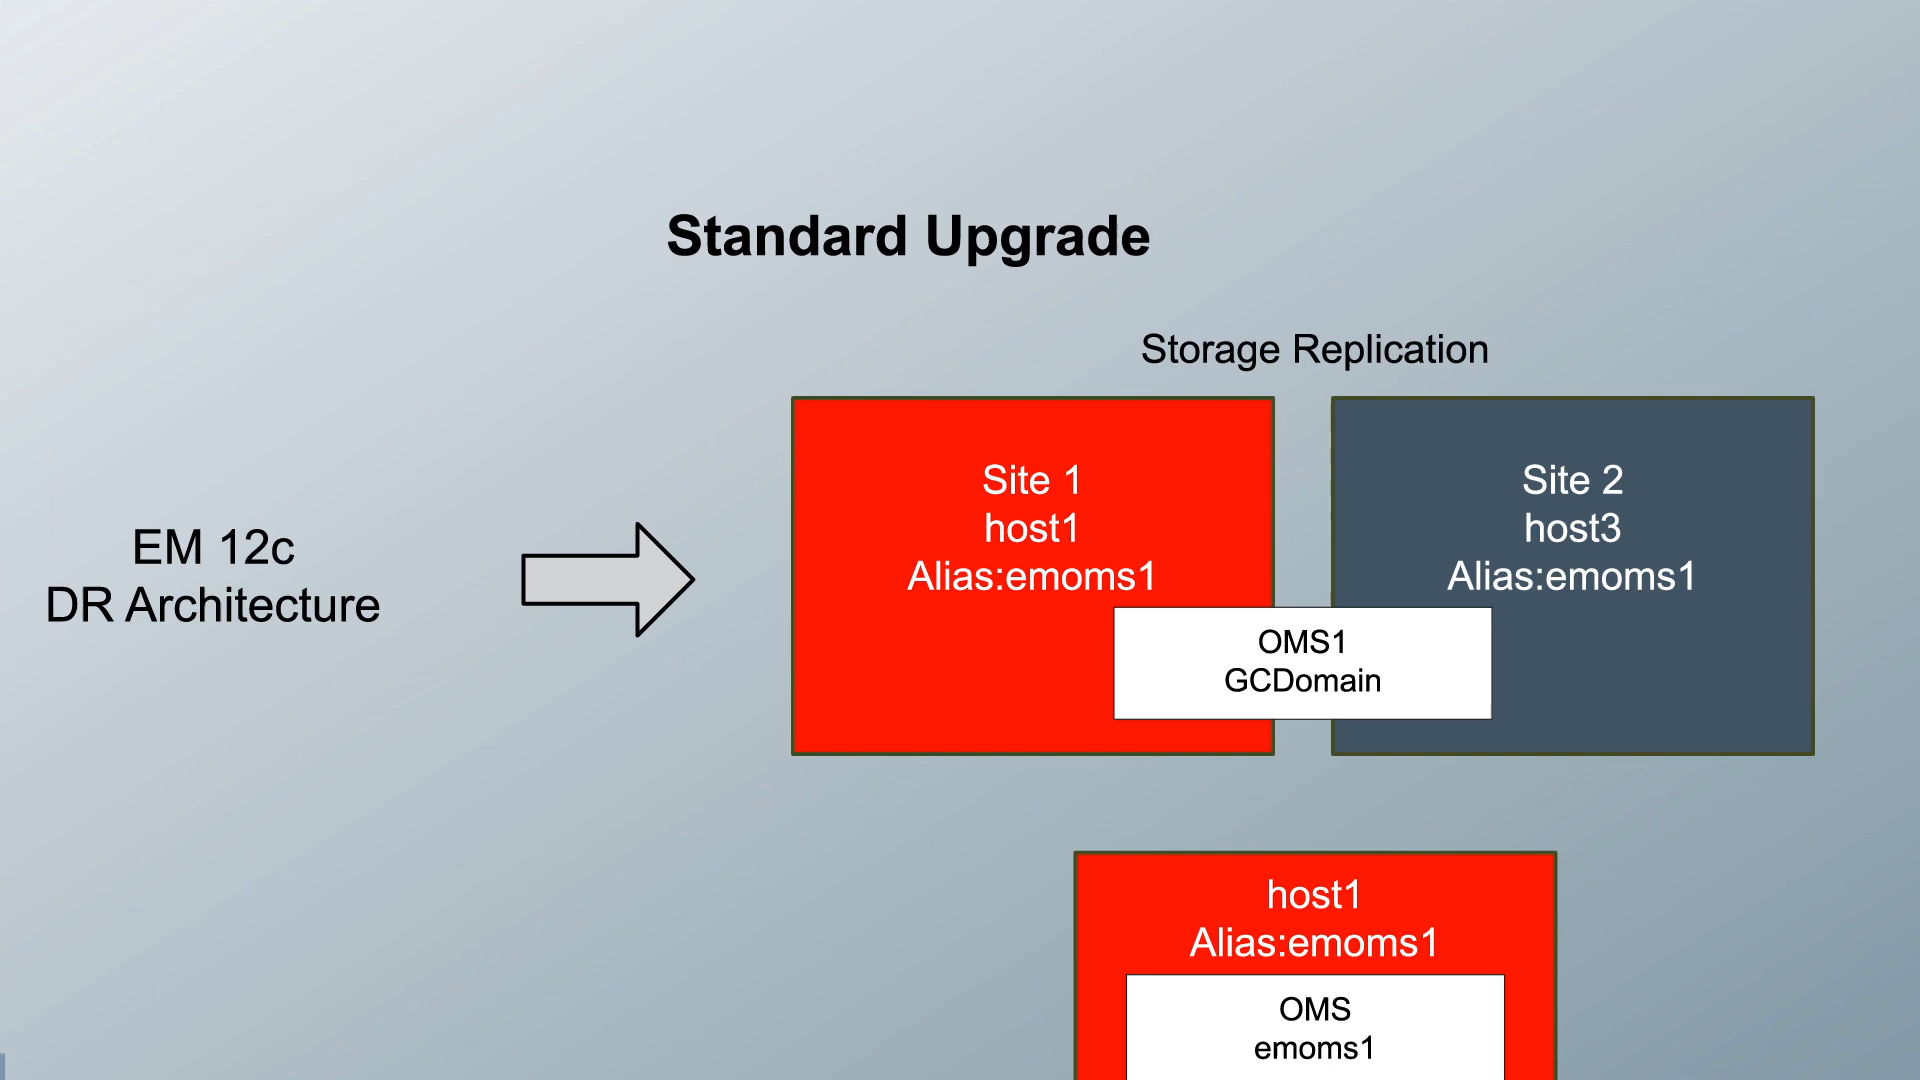 Standard Upgrade
Storage Replication
EM 12c
DR Architecture
Site 1
host1
Alias:emoms1
Site 2
host3
Alias:emoms1
OMS1
GCDomain
host1
Alias:emoms1
OMS
emoms1